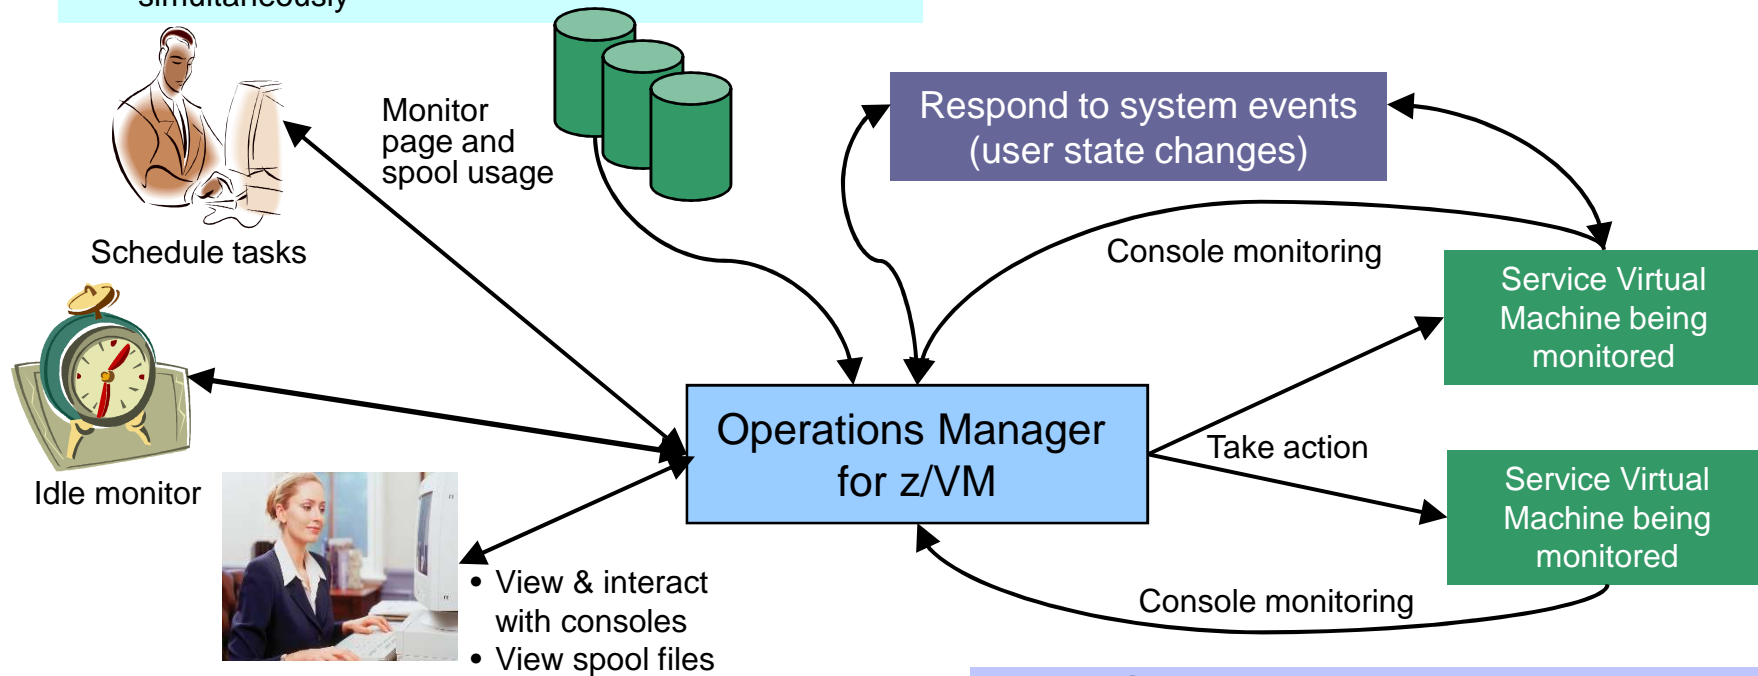 simultaneously
Monitor
page and
spool usage
Respond to system events
(user state changes)
Schedule tasks
Console monitoring
Service Virtual
Machine being
monitored
Operations Manager
for z/VM
Take action
Idle monitor
Service Virtual
Machine being
monitored
• View & interact
with consoles
• View spool files
Console monitoring